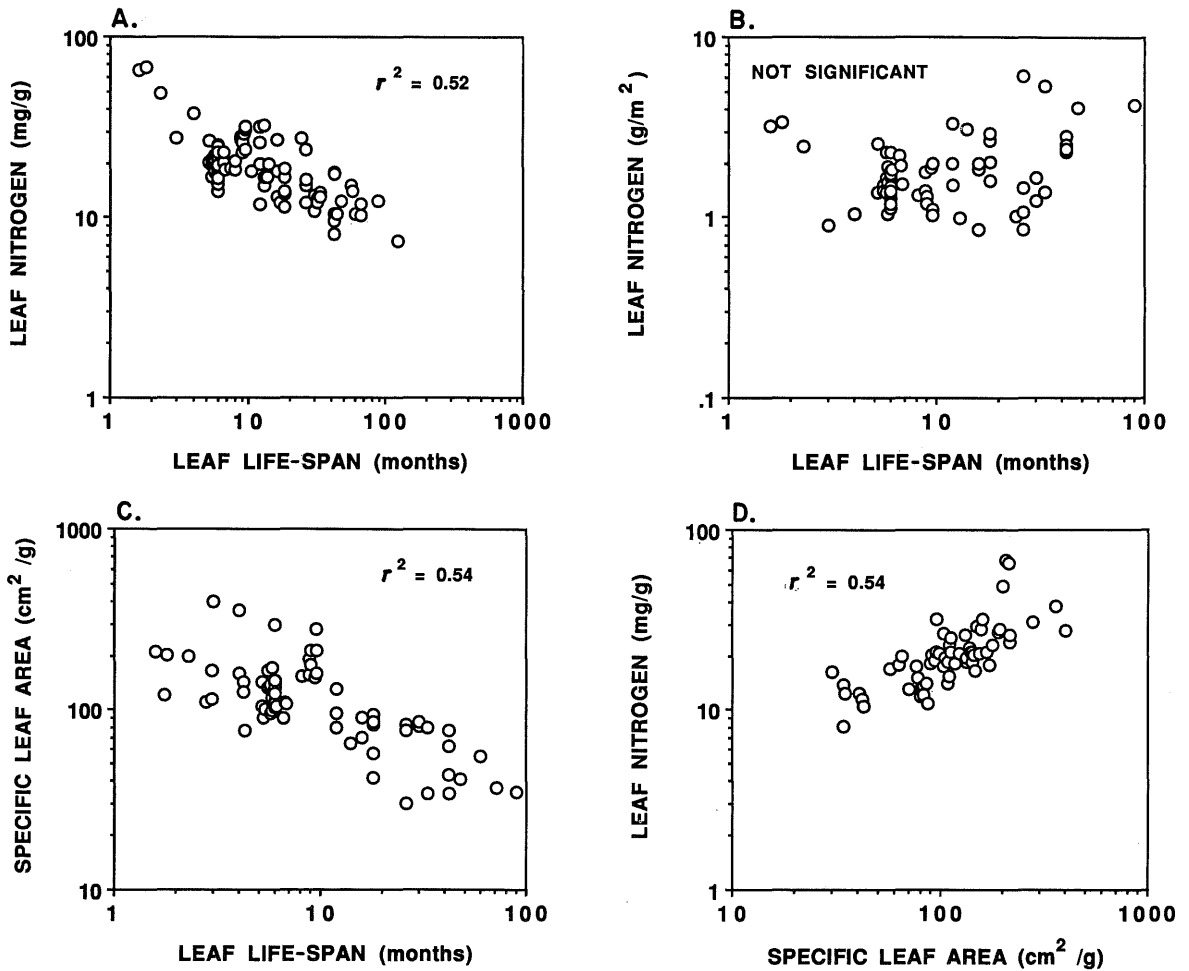 A.
100
10
1
LEAF NITROGEN (mg/g)
r² = 0.52
1 10 100 1000
LEAF LIFE-SPAN (months)
B.
10
1
.1
LEAF NITROGEN (g/m²)
NOT SIGNIFICANT
1 10 100
LEAF LIFE-SPAN (months)
C.
1000
100
10
SPECIFIC LEAF AREA (cm² /g)
r² = 0.54
1 10 100
LEAF LIFE-SPAN (months)
D.
100
10
1
LEAF NITROGEN (mg/g)
r² = 0.54
10 100 1000
SPECIFIC LEAF AREA (cm² /g)